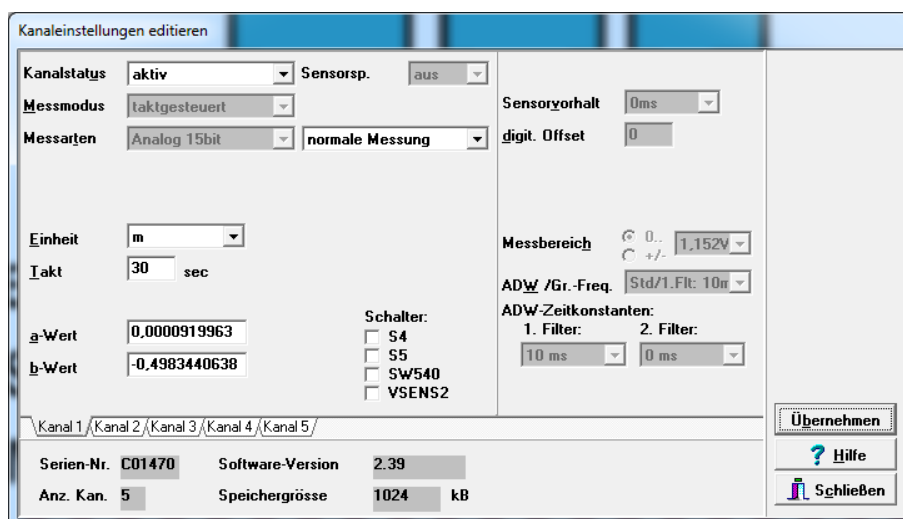 Kanaleinstellungen editieren
Kanalstatus aktiv Sensorsp. aus
Messmodus taktgesteuert
Messarten Analog 15bit normale Messung
Sensorvorhalt 0ms
digit. Offset 0
Einheit m
Takt 30 sec
Messbereich 0.. +/- 1,152V
ADW /Gr.-Freq. Std/1.Flt: 10m
ADW-Zeitkonstanten:
1. Filter: 2. Filter:
10 ms 0 ms
a-Wert 0,0000919963
b-Wert -0,4983440638
Schalter:
S4
S5
SW540
VSENS2
Kanal 1 Kanal 2 Kanal 3 Kanal 4 Kanal 5
Serien-Nr. C01470 Software-Version 2.39
Anz. Kan. 5 Speichergrösse 1024 kB
Übernehmen
? Hilfe
Schließen